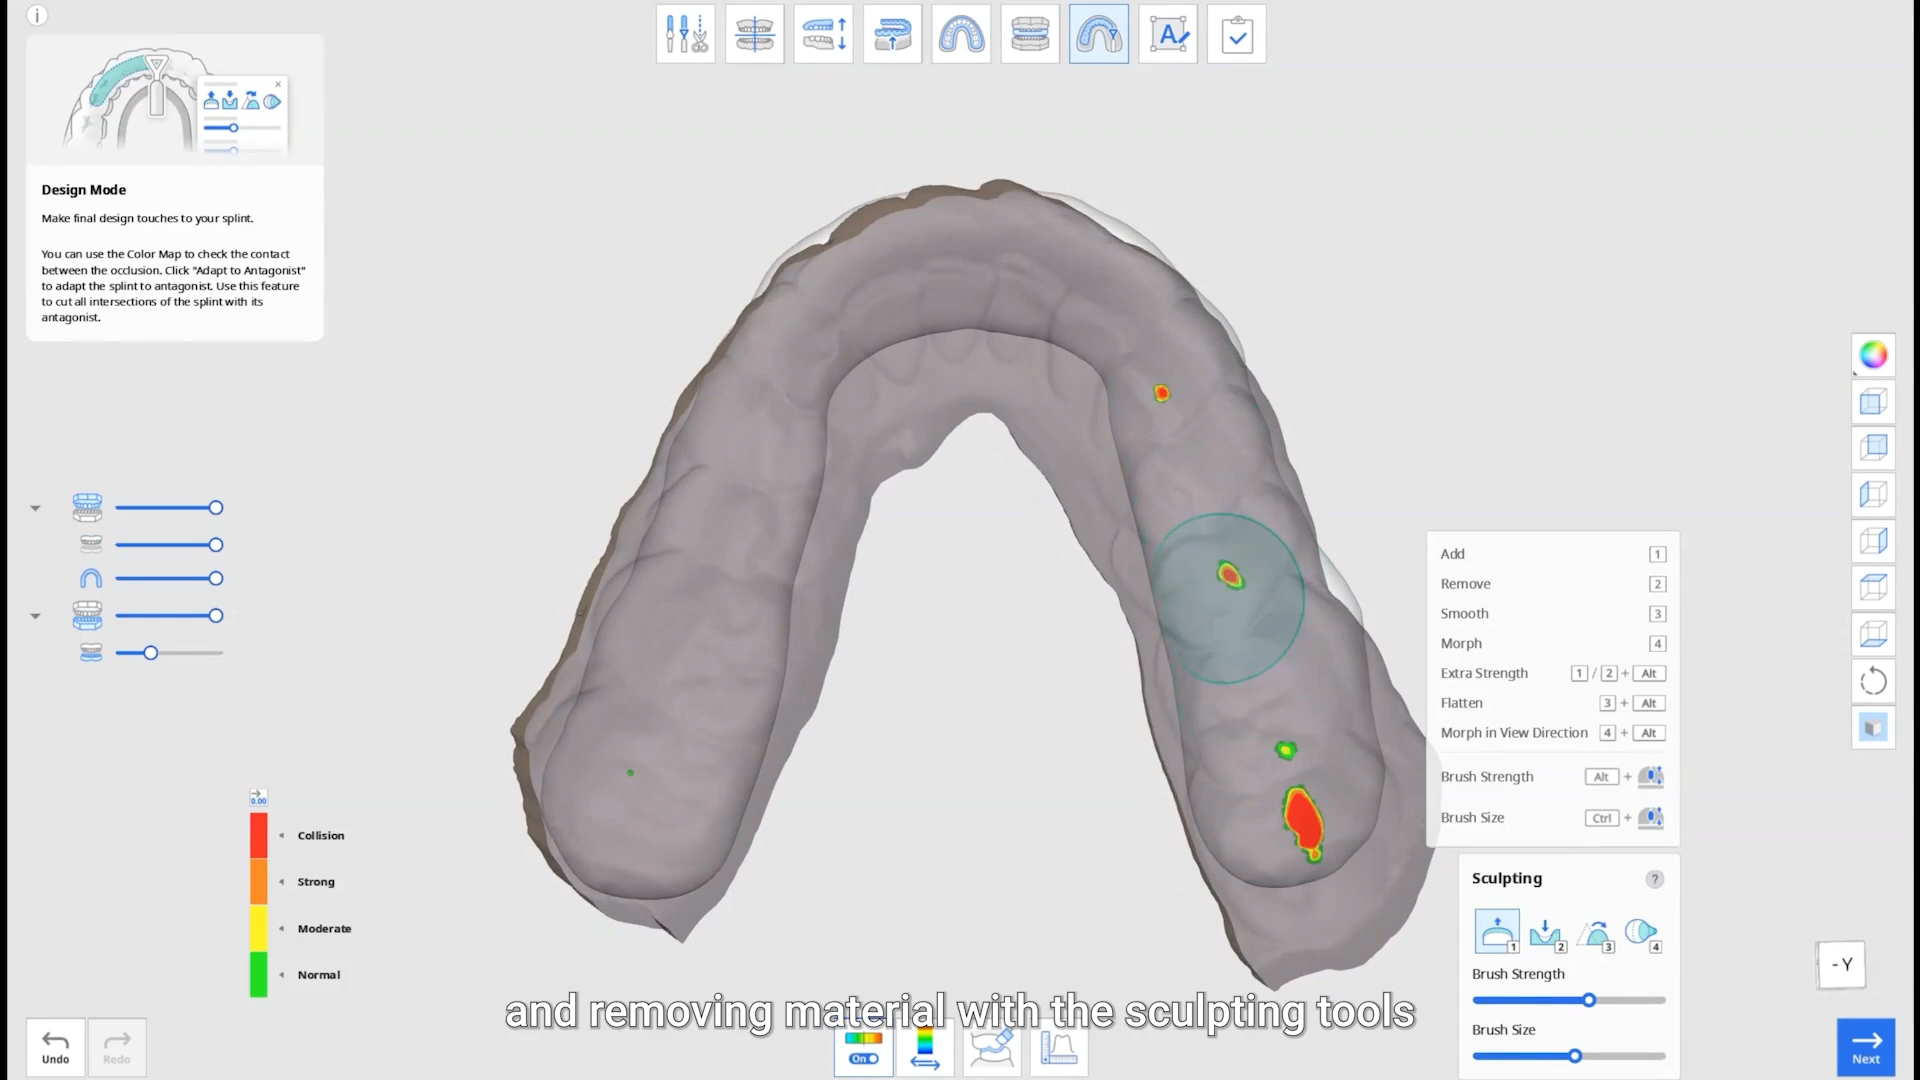 Design Mode
Make final design touches to your splint.
You can use the Color Map to check the contact
between the occlusion. Click "Adapt to Antagonist"
to adapt the splint to antagonist. Use this feature
to cut all intersections of the splint with its
antagonist.
A
0.00
Collision
Strong
Moderate
Normal
Add 1
Remove 2
Smooth 3
Morph 4
Extra Strength 1 / 2 + Alt
Flatten 3 + Alt
Morph in View Direction 4 + Alt
Brush Strength Alt +
Brush Size Ctrl +
Sculpting ?
1 2 3 4
Brush Strength
Brush Size
- Y
and removing material with the sculpting tools
Undo
Redo
On
Next